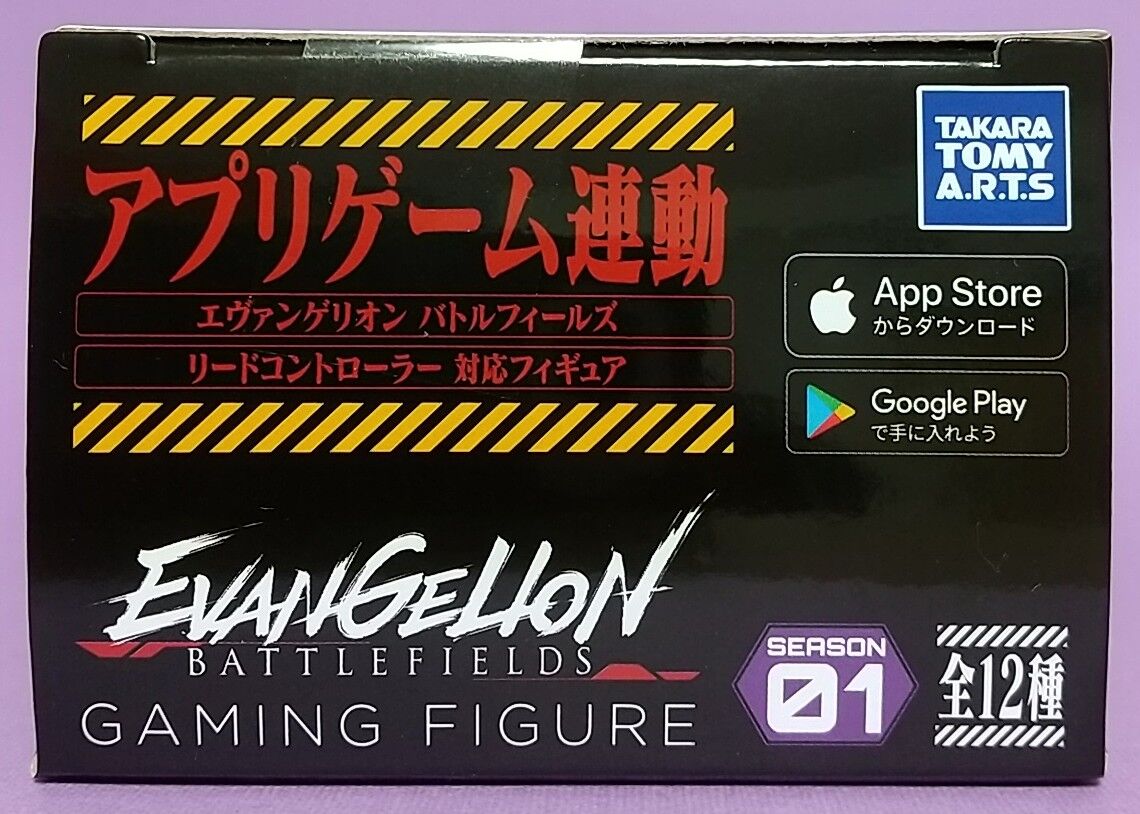 アプリゲーム連動
エヴァンゲリオン バトルフィールズ
リードコントローラー 対応フィギュア
TAKARA
TOMY
A.R.T.S
App Store
からダウンロード
Google Play
で手に入れよう
EVANGELION
BATTLEFIELDS
GAMING FIGURE
SEASON
01
全12種